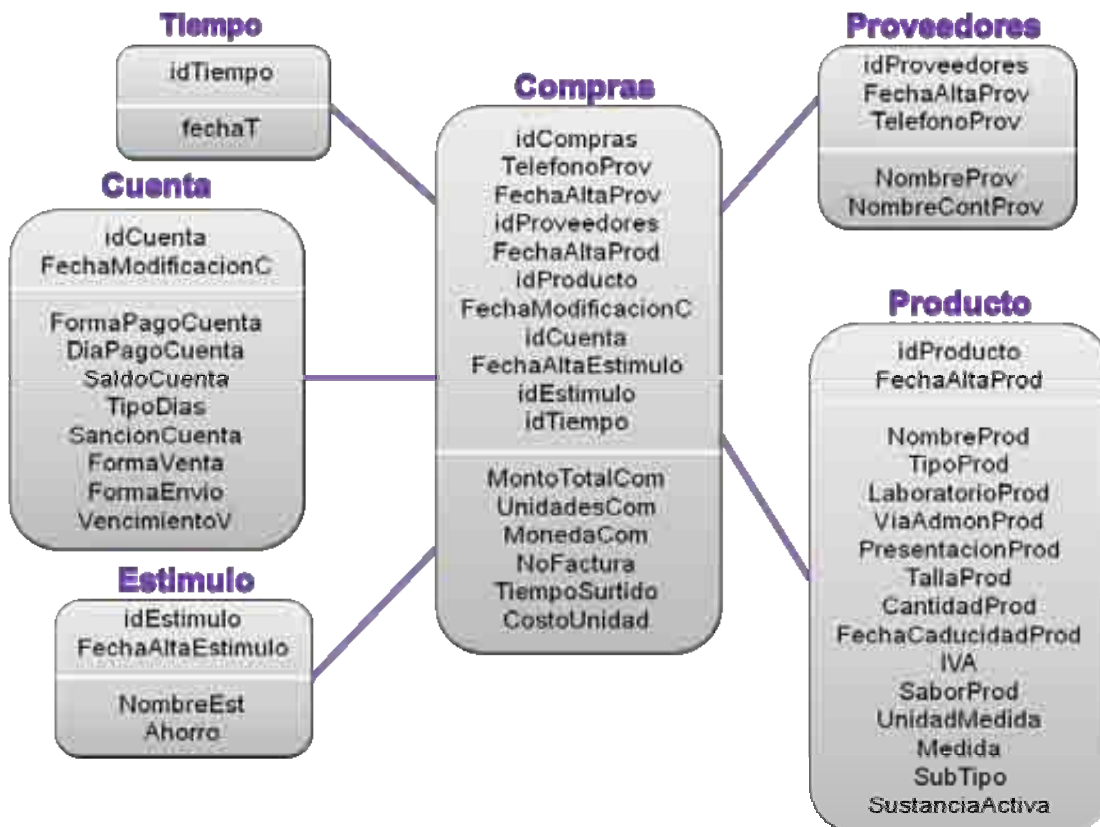 Tiempo
idTiempo
fechaT
Cuenta
idCuenta
FechaModificacionC
FormaPagoCuenta
DiaPagoCuenta
SaldoCuenta
TipoDias
SancionCuenta
FormaVenta
FormaEnvio
VencimientoV
Estimulo
idEstimulo
FechaAltaEstimulo
NombreEst
Ahorro
Compras
idCompras
TelefonoProv
FechaAltaProv
idProveedores
FechaAltaProd
idProducto
FechaModificacionC
idCuenta
FechaAltaEstimulo
idEstimulo
idTiempo
MontoTotalCom
UnidadesCom
MonedaCom
NoFactura
TiempoSurtido
CostoUnidad
Proveedores
idProveedores
FechaAltaProv
TelefonoProv
NombreProv
NombreContProv
Producto
idProducto
FechaAltaProd
NombreProd
TipoProd
LaboratorioProd
ViaAdmonProd
PresentacionProd
TallaProd
CantidadProd
FechaCaducidadProd
IVA
SaborProd
UnidadMedida
Medida
SubTipo
SustanciaActiva